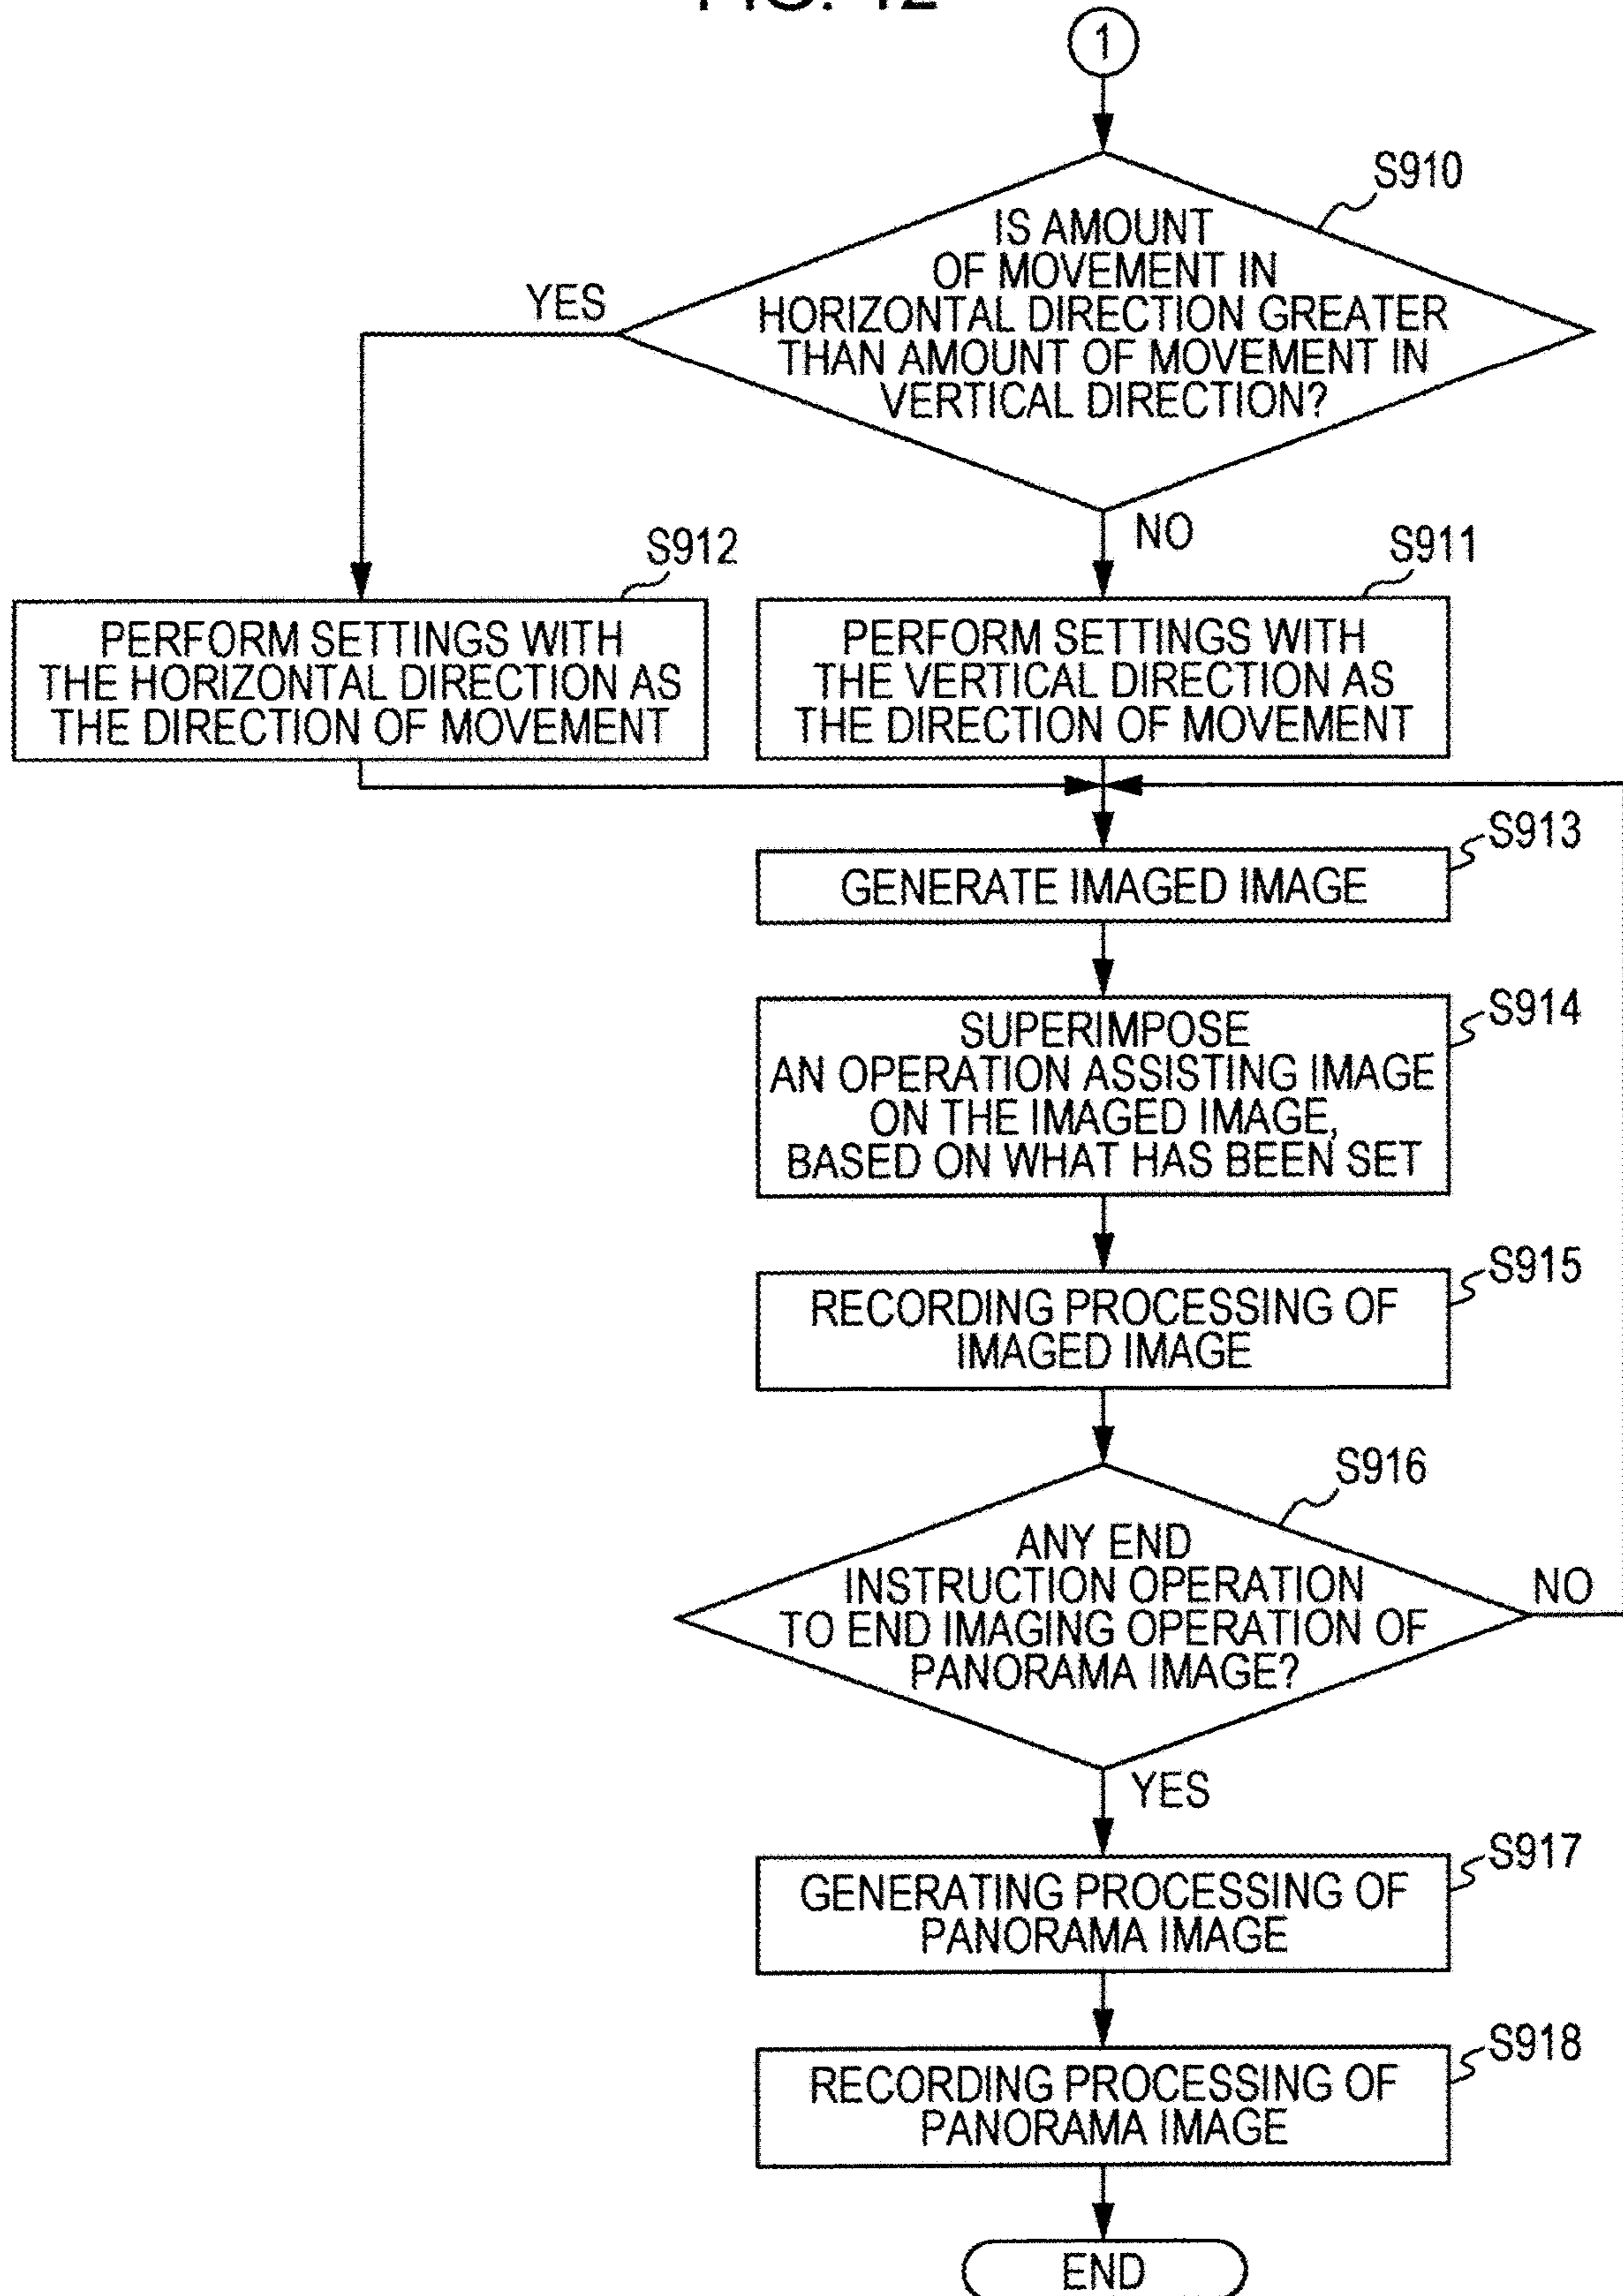 FIG. 12
1
S910
IS AMOUNT
OF MOVEMENT IN
HORIZONTAL DIRECTION GREATER
THAN AMOUNT OF MOVEMENT IN
VERTICAL DIRECTION?
YES
NO
S912
PERFORM SETTINGS WITH
THE HORIZONTAL DIRECTION AS
THE DIRECTION OF MOVEMENT
S911
PERFORM SETTINGS WITH
THE VERTICAL DIRECTION AS
THE DIRECTION OF MOVEMENT
S913
GENERATE IMAGED IMAGE
S914
SUPERIMPOSE
AN OPERATION ASSISTING IMAGE
ON THE IMAGED IMAGE,
BASED ON WHAT HAS BEEN SET
S915
RECORDING PROCESSING OF
IMAGED IMAGE
S916
ANY END
INSTRUCTION OPERATION
TO END IMAGING OPERATION OF
PANORAMA IMAGE?
NO
YES
S917
GENERATING PROCESSING OF
PANORAMA IMAGE
S918
RECORDING PROCESSING OF
PANORAMA IMAGE
END